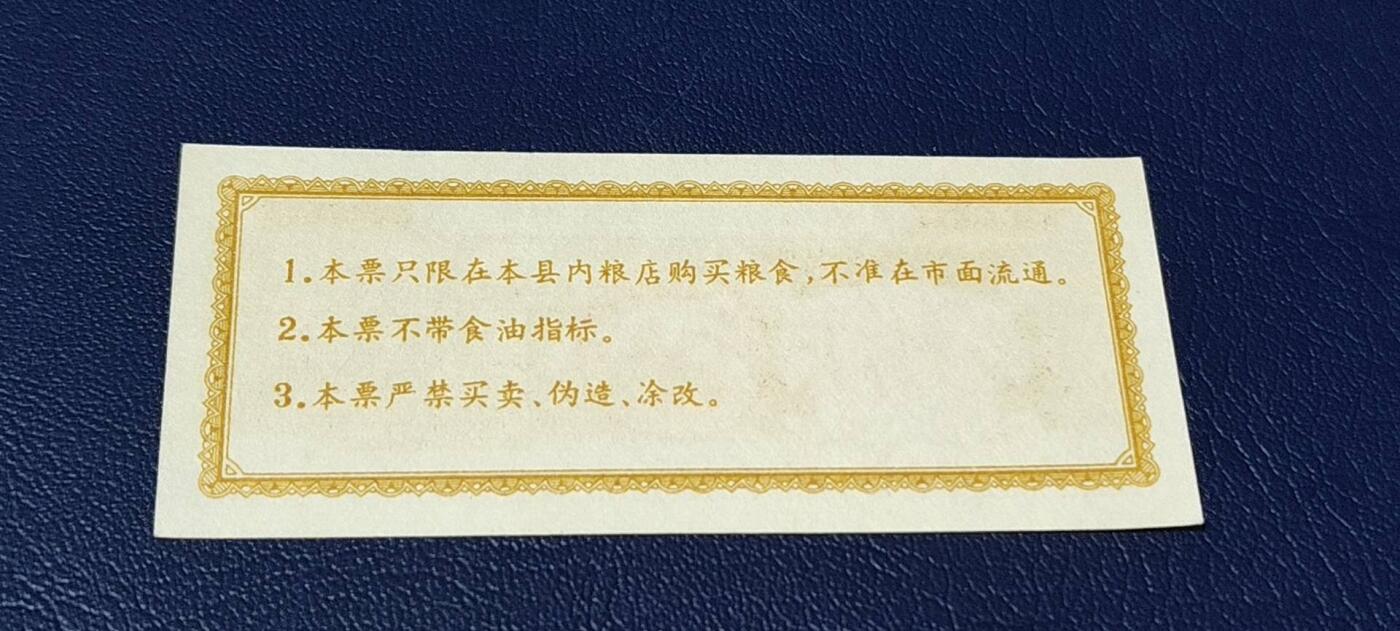 1.本票只限在本县内粮店购买粮食,不准在市面流通。
2.本票不带食油指标。
3.本票严禁买卖、伪造、凃改。